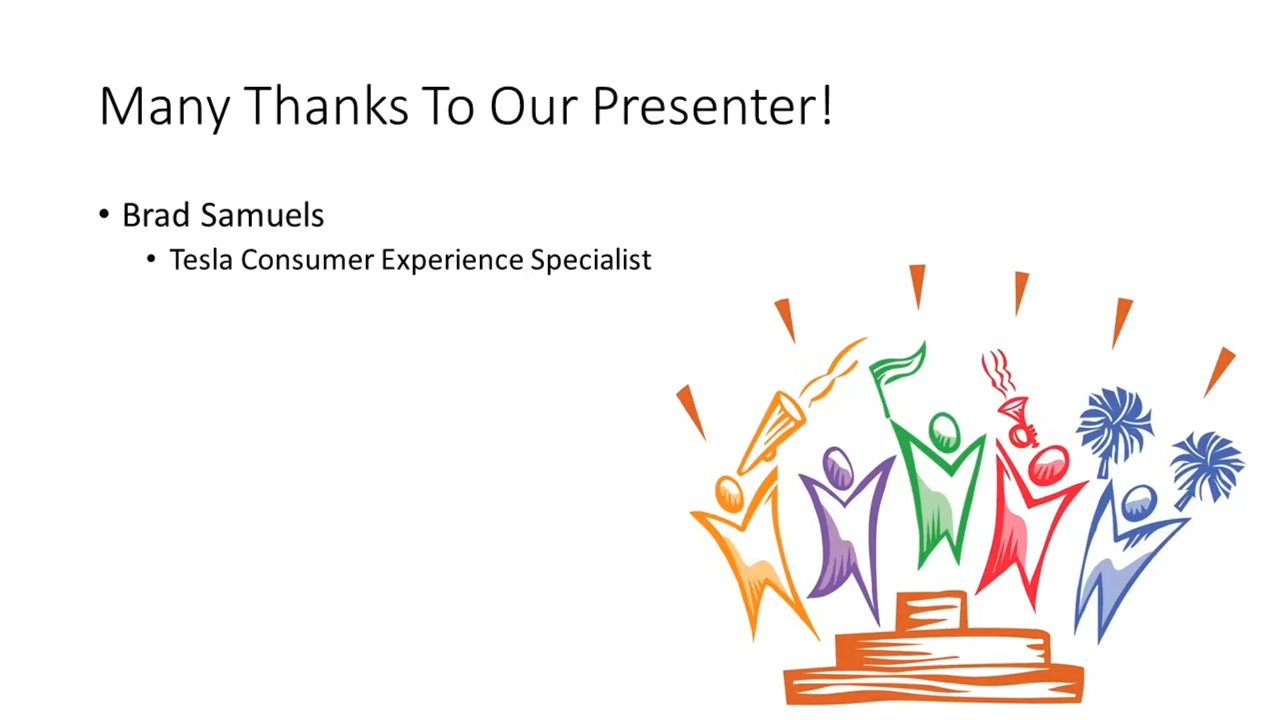 Many Thanks To Our Presenter!
• Brad Samuels
• Tesla Consumer Experience Specialist